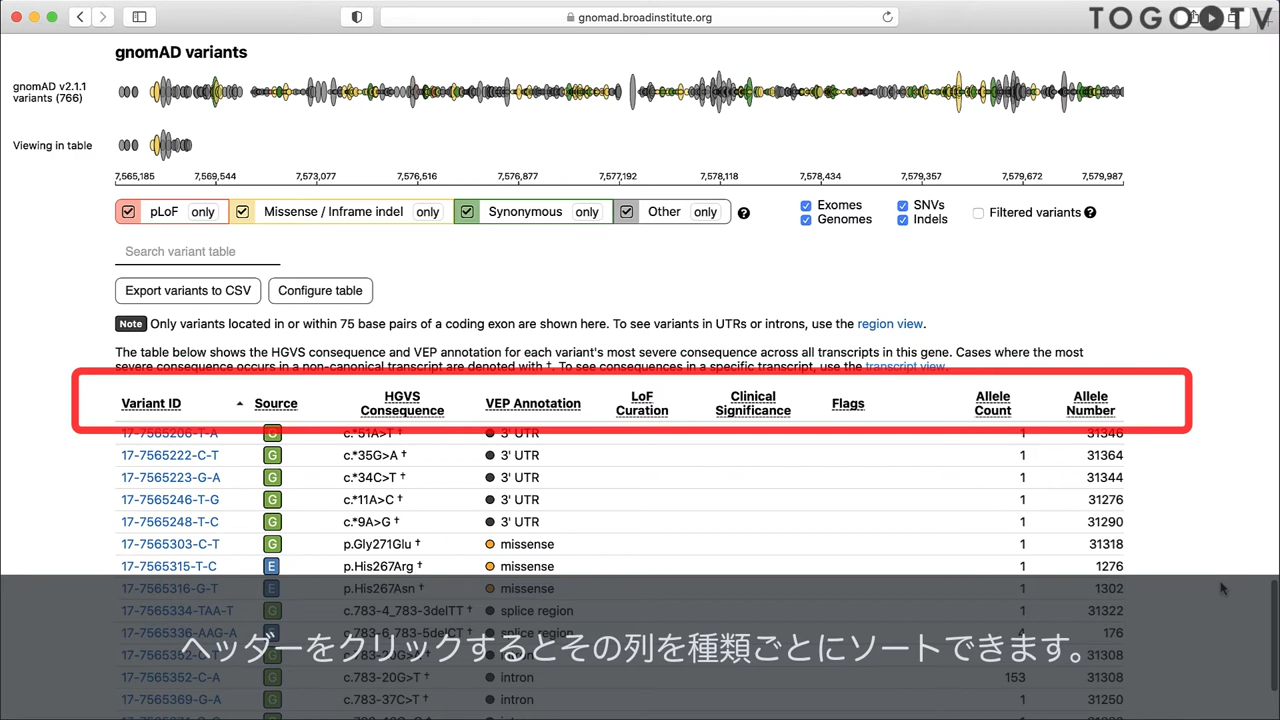 gnomad.broadinstitute.org
TOGO TV
gnomAD variants
gnomAD v2.1.1
variants (766)
Viewing in table
7,565,185 7,569,544 7,573,077 7,576,516 7,576,877 7,577,192 7,578,118 7,578,434 7,579,357 7,579,672 7,579,987
pLoF only Missense / Inframe indel only Synonymous only Other only
Exomes SNVs
Genomes Indels
Filtered variants
Search variant table
Export variants to CSV Configure table
Note Only variants located in or within 75 base pairs of a coding exon are shown here. To see variants in UTRs or introns, use the region view.
The table below shows the HGVS consequence and VEP annotation for each variant's most severe consequence across all transcripts in this gene. Cases where the most
severe consequence occurs in a non-canonical transcript are denoted with †. To see consequences in a specific transcript, use the transcript view.
Variant ID Source HGVS Consequence VEP Annotation LoF Curation Clinical Significance Flags Allele Count Allele Number
17-7565206-T-A G c.*51A>T † 3' UTR 1 31346
17-7565222-C-T G c.*35G>A † 3' UTR 1 31364
17-7565223-G-A G c.*34C>T † 3' UTR 1 31344
17-7565246-T-G G c.*11A>C † 3' UTR 1 31276
17-7565248-T-C G c.*9A>G † 3' UTR 1 31290
17-7565303-C-T G p.Gly271Glu † missense 1 31318
17-7565315-T-C E p.His267Arg † missense 1 1276
17-7565316-G-T E p.His267Asn † missense 1 1302
17-7565334-TAA-T G c.783-4_783-3delTT † splice region 1 31322
17-7565336-AAG-A E c.783-6_783-5delCT † splice region 4 176
ヘッダーをクリックするとその列を種類ごとにソートできます。
G 1 31308
17-7565352-C-A G c.783-20G>T † intron 153 31308
17-7565369-G-A G c.783-37C>T † intron 1 31250